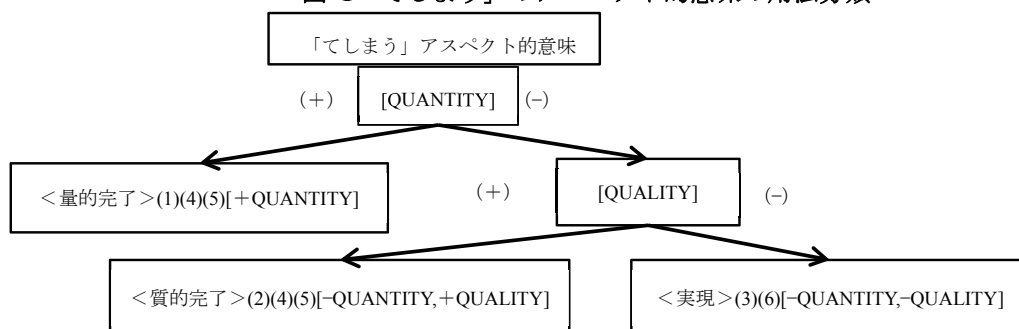 「てしまう」アスペクト的意味
(+) [QUANTITY] (−)
＜量的完了＞(1)(4)(5)[＋QUANTITY]
(+) [QUALITY] (−)
＜質的完了＞(2)(4)(5)[−QUANTITY,＋QUALITY]
＜実現＞(3)(6)[−QUANTITY,−QUALITY]